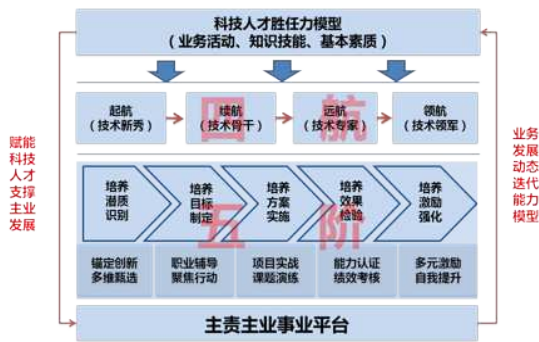 科技人才胜任力模型
（业务活动、知识技能、基本素质）
起航
（技术新秀）
续航
（技术骨干）
远航
（技术专家）
领航
（技术领军）
四航
赋能
科技
人才
支撑
主业
发展
业务
发展
动态
迭代
能力
模型
培养
潜质
识别
培养
目标
制定
培养
方案
实施
培养
效果
检验
培养
激励
强化
五阶
锚定创新
多维甄选
职业辅导
聚焦行动
项目实战
课题演练
能力认证
绩效考核
多元激励
自我提升
主责主业事业平台